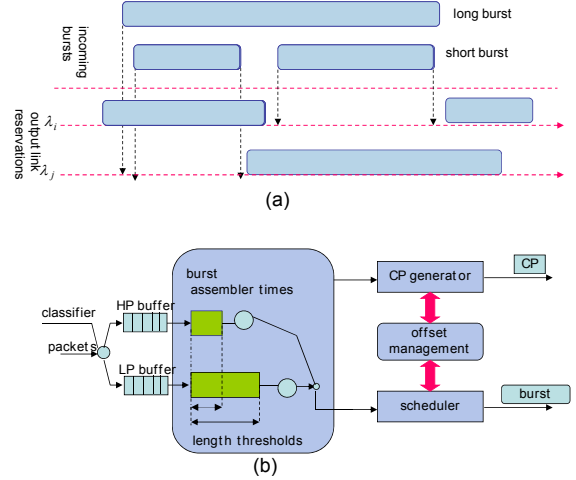 long burst
incoming
bursts
short burst
output link
reservations
λi
λj
(a)
burst
assembler times
CP generator
CP
classifier
HP buffer
packets
offset
management
LP buffer
scheduler
burst
length thresholds
(b)